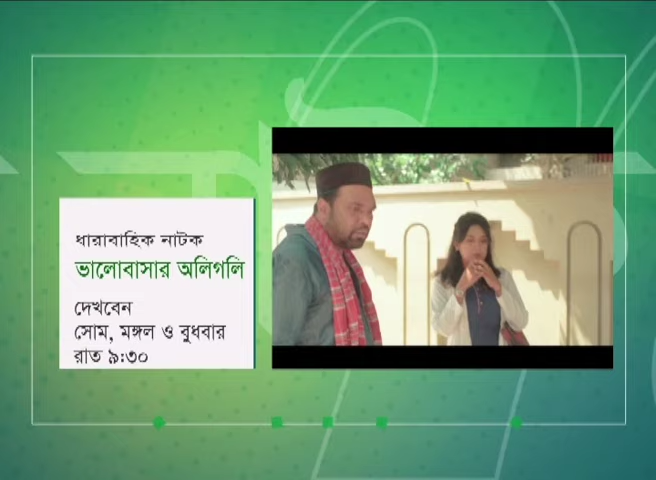 ধারাবাহিক নাটক
ভালোবাসার অলিগলি
দেখবেন
সোম, মঙ্গল ও বুধবার
রাত ৯:৩০